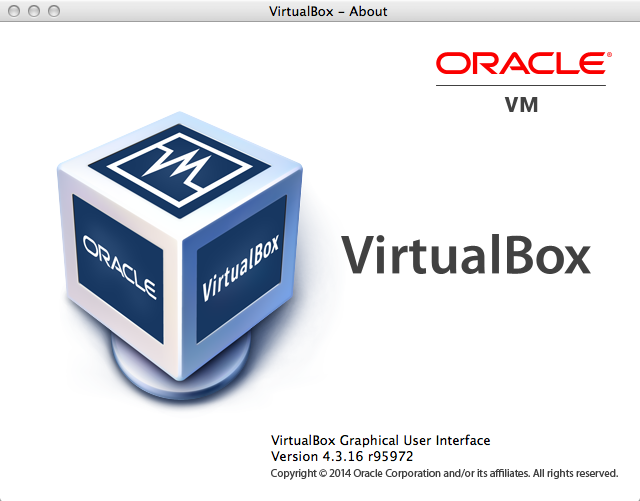 VirtualBox – About
ORACLE®
VM
ORACLE
VirtualBox
VirtualBox
VirtualBox Graphical User Interface
Version 4.3.16 r95972
Copyright © 2014 Oracle Corporation and/or its affiliates. All rights reserved.